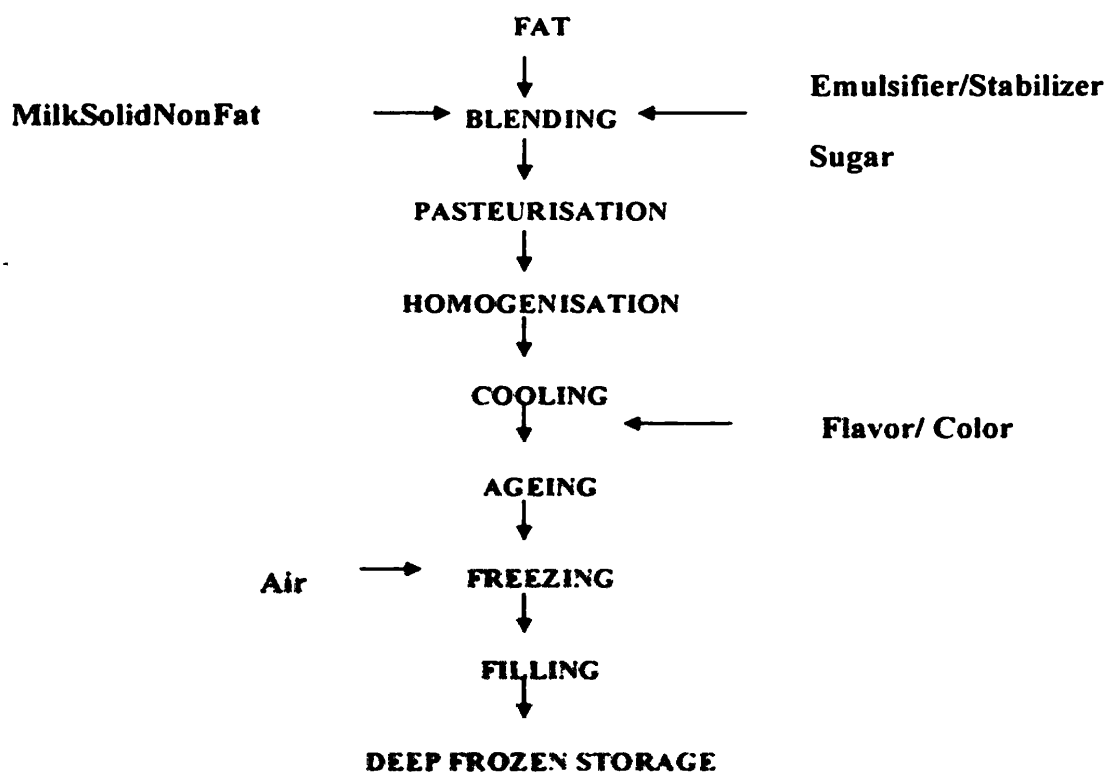 FAT
Emulsifier/Stabilizer
MilkSolidNonFat
BLENDING
Sugar
PASTEURISATION
HOMOGENISATION
COOLING
Flavor/ Color
AGEING
Air
FREEZING
FILLING
DEEP FROZEN STORAGE